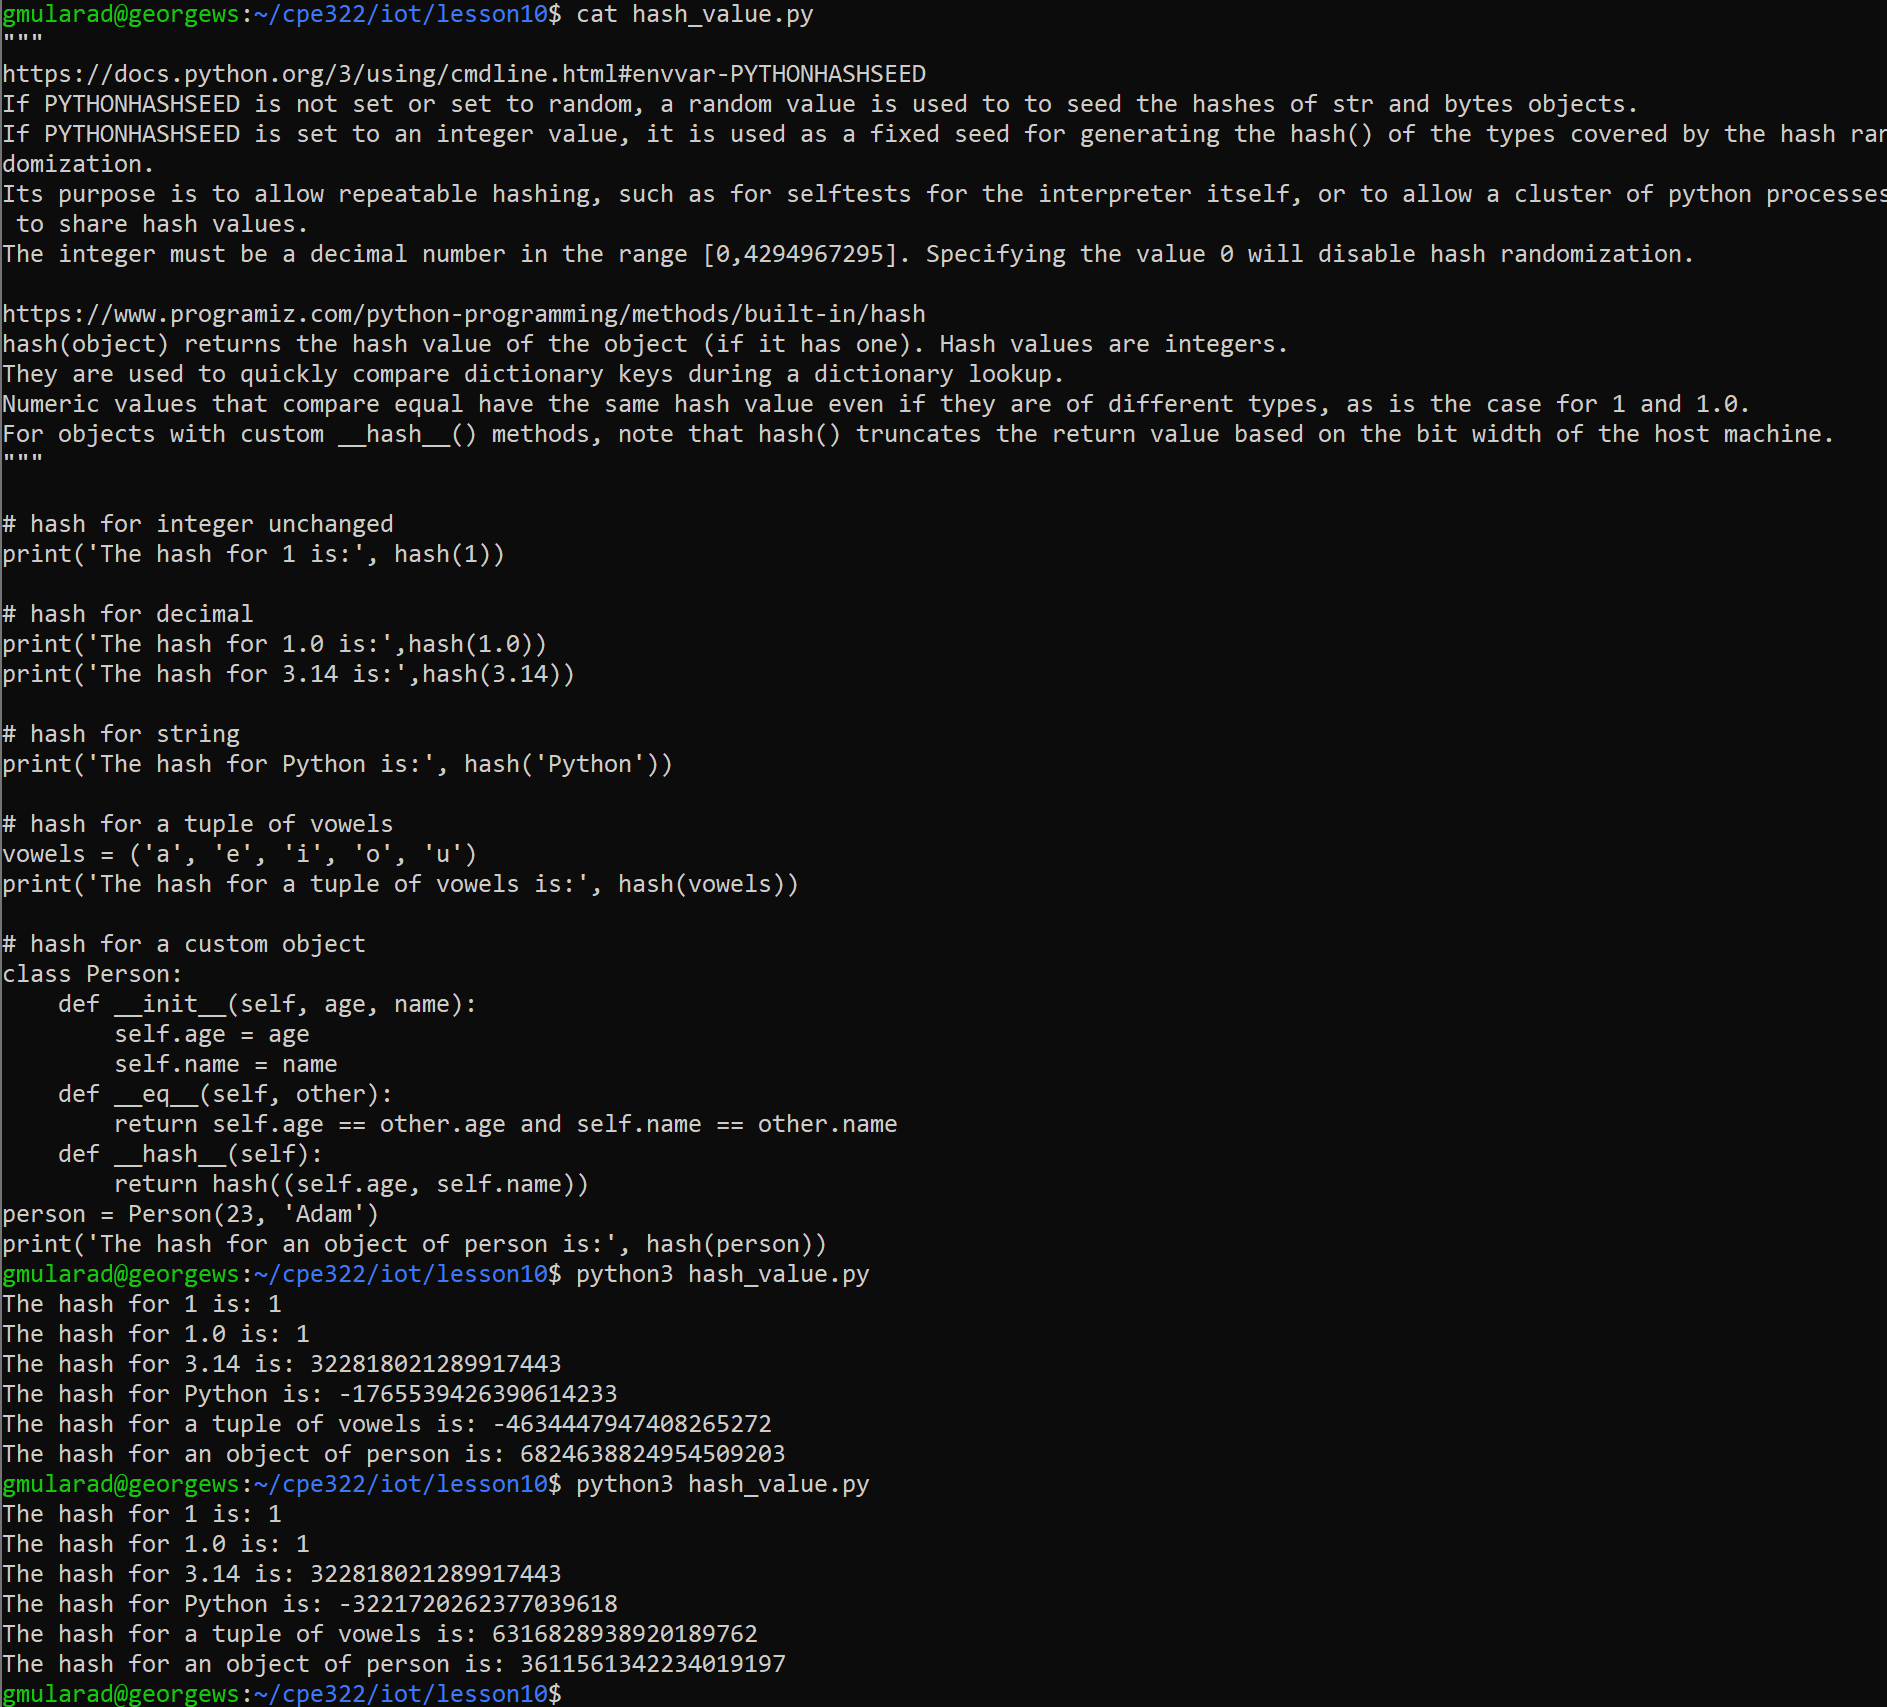 gmularad@georgews:~/cpe322/iot/lesson10$ cat hash_value.py
"""
https://docs.python.org/3/using/cmdline.html#envvar-PYTHONHASHSEED
If PYTHONHASHSEED is not set or set to random, a random value is used to to seed the hashes of str and bytes objects.
If PYTHONHASHSEED is set to an integer value, it is used as a fixed seed for generating the hash() of the types covered by the hash ran
domization.
Its purpose is to allow repeatable hashing, such as for selftests for the interpreter itself, or to allow a cluster of python processes
 to share hash values.
The integer must be a decimal number in the range [0,4294967295]. Specifying the value 0 will disable hash randomization.

https://www.programiz.com/python-programming/methods/built-in/hash
hash(object) returns the hash value of the object (if it has one). Hash values are integers.
They are used to quickly compare dictionary keys during a dictionary lookup.
Numeric values that compare equal have the same hash value even if they are of different types, as is the case for 1 and 1.0.
For objects with custom __hash__() methods, note that hash() truncates the return value based on the bit width of the host machine.
"""

# hash for integer unchanged
print('The hash for 1 is:', hash(1))

# hash for decimal
print('The hash for 1.0 is:',hash(1.0))
print('The hash for 3.14 is:',hash(3.14))

# hash for string
print('The hash for Python is:', hash('Python'))

# hash for a tuple of vowels
vowels = ('a', 'e', 'i', 'o', 'u')
print('The hash for a tuple of vowels is:', hash(vowels))

# hash for a custom object
class Person:
    def __init__(self, age, name):
        self.age = age
        self.name = name
    def __eq__(self, other):
        return self.age == other.age and self.name == other.name
    def __hash__(self):
        return hash((self.age, self.name))
person = Person(23, 'Adam')
print('The hash for an object of person is:', hash(person))
gmularad@georgews:~/cpe322/iot/lesson10$ python3 hash_value.py
The hash for 1 is: 1
The hash for 1.0 is: 1
The hash for 3.14 is: 322818021289917443
The hash for Python is: -1765539426390614233
The hash for a tuple of vowels is: -4634447947408265272
The hash for an object of person is: 6824638824954509203
gmularad@georgews:~/cpe322/iot/lesson10$ python3 hash_value.py
The hash for 1 is: 1
The hash for 1.0 is: 1
The hash for 3.14 is: 322818021289917443
The hash for Python is: -3221720262377039618
The hash for a tuple of vowels is: 6316828938920189762
The hash for an object of person is: 3611561342234019197
gmularad@georgews:~/cpe322/iot/lesson10$